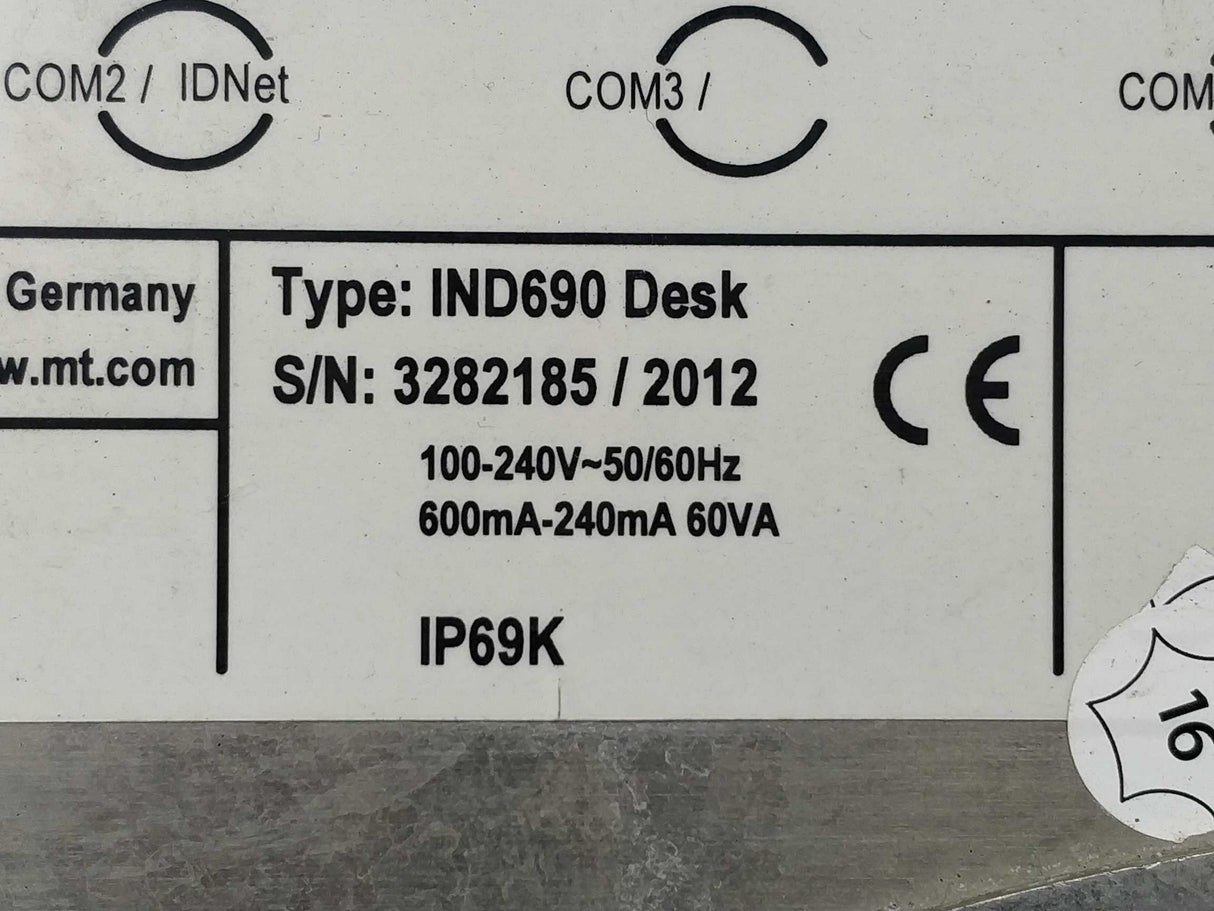 COM2 / IDNet
COM3 /
COM
Germany
w.mt.com
Type: IND690 Desk
S/N: 3282185 / 2012
CE
100-240V~50/60Hz
600mA-240mA 60VA
IP69K
16